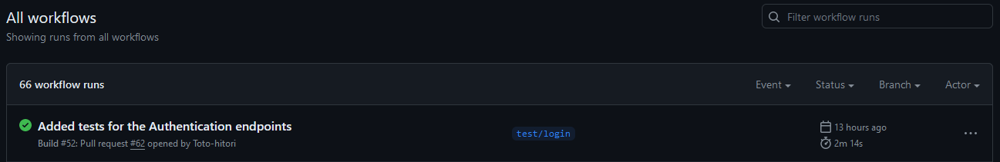 All workflows
Filter workflow runs
Showing runs from all workflows
66 workflow runs
Event
Status
Branch
Actor
Added tests for the Authentication endpoints
test/login
13 hours ago
Build #52: Pull request #62 opened by Toto-hitori
2m 14s